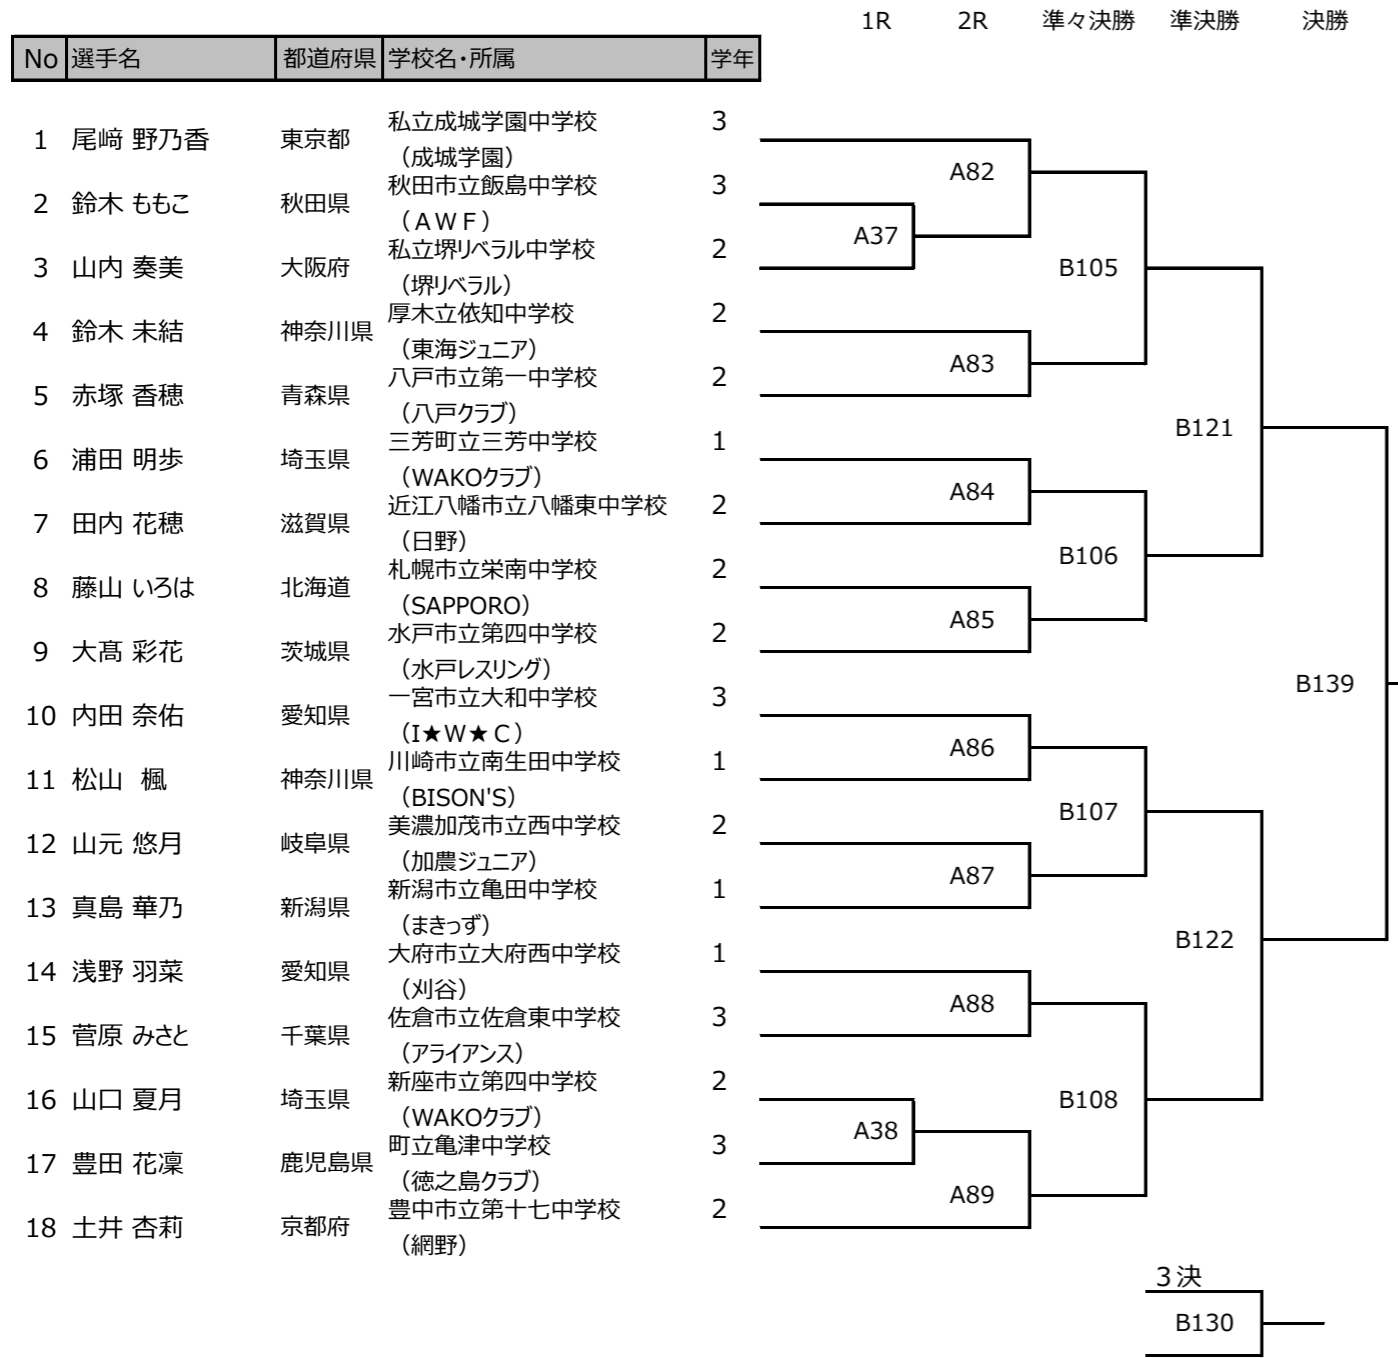 1R 2R 準々決勝 準決勝 決勝
No 選手名 都道府県 学校名・所属 学年
1 尾﨑 野乃香 東京都 私立成城学園中学校 3
（成城学園）
A82
2 鈴木 ももこ 秋田県 秋田市立飯島中学校 3
（ＡＷＦ）
A37
3 山内 奏美 大阪府 私立堺リベラル中学校 2
（堺リベラル）
B105
4 鈴木 未結 神奈川県 厚木立依知中学校 2
（東海ジュニア）
A83
5 赤塚 香穂 青森県 八戸市立第一中学校 2
（八戸クラブ）
B121
6 浦田 明歩 埼玉県 三芳町立三芳中学校 1
（WAKOクラブ）
A84
7 田内 花穂 滋賀県 近江八幡市立八幡東中学校 2
（日野）
B106
8 藤山 いろは 北海道 札幌市立栄南中学校 2
（SAPPORO）
A85
9 大髙 彩花 茨城県 水戸市立第四中学校 2
（水戸レスリング）
B139
10 内田 奈佑 愛知県 一宮市立大和中学校 3
（I★W★Ｃ）
A86
11 松山 楓 神奈川県 川崎市立南生田中学校 1
（BISON'S）
B107
12 山元 悠月 岐阜県 美濃加茂市立西中学校 2
（加農ジュニア）
A87
13 真島 華乃 新潟県 新潟市立亀田中学校 1
（まきっず）
B122
14 浅野 羽菜 愛知県 大府市立大府西中学校 1
（刈谷）
A88
15 菅原 みさと 千葉県 佐倉市立佐倉東中学校 3
（アライアンス）
16 山口 夏月 埼玉県 新座市立第四中学校 2
（WAKOクラブ）
B108
A38
17 豊田 花凜 鹿児島県 町立亀津中学校 3
（徳之島クラブ）
A89
18 土井 杏莉 京都府 豊中市立第十七中学校 2
（網野）
３決
B130